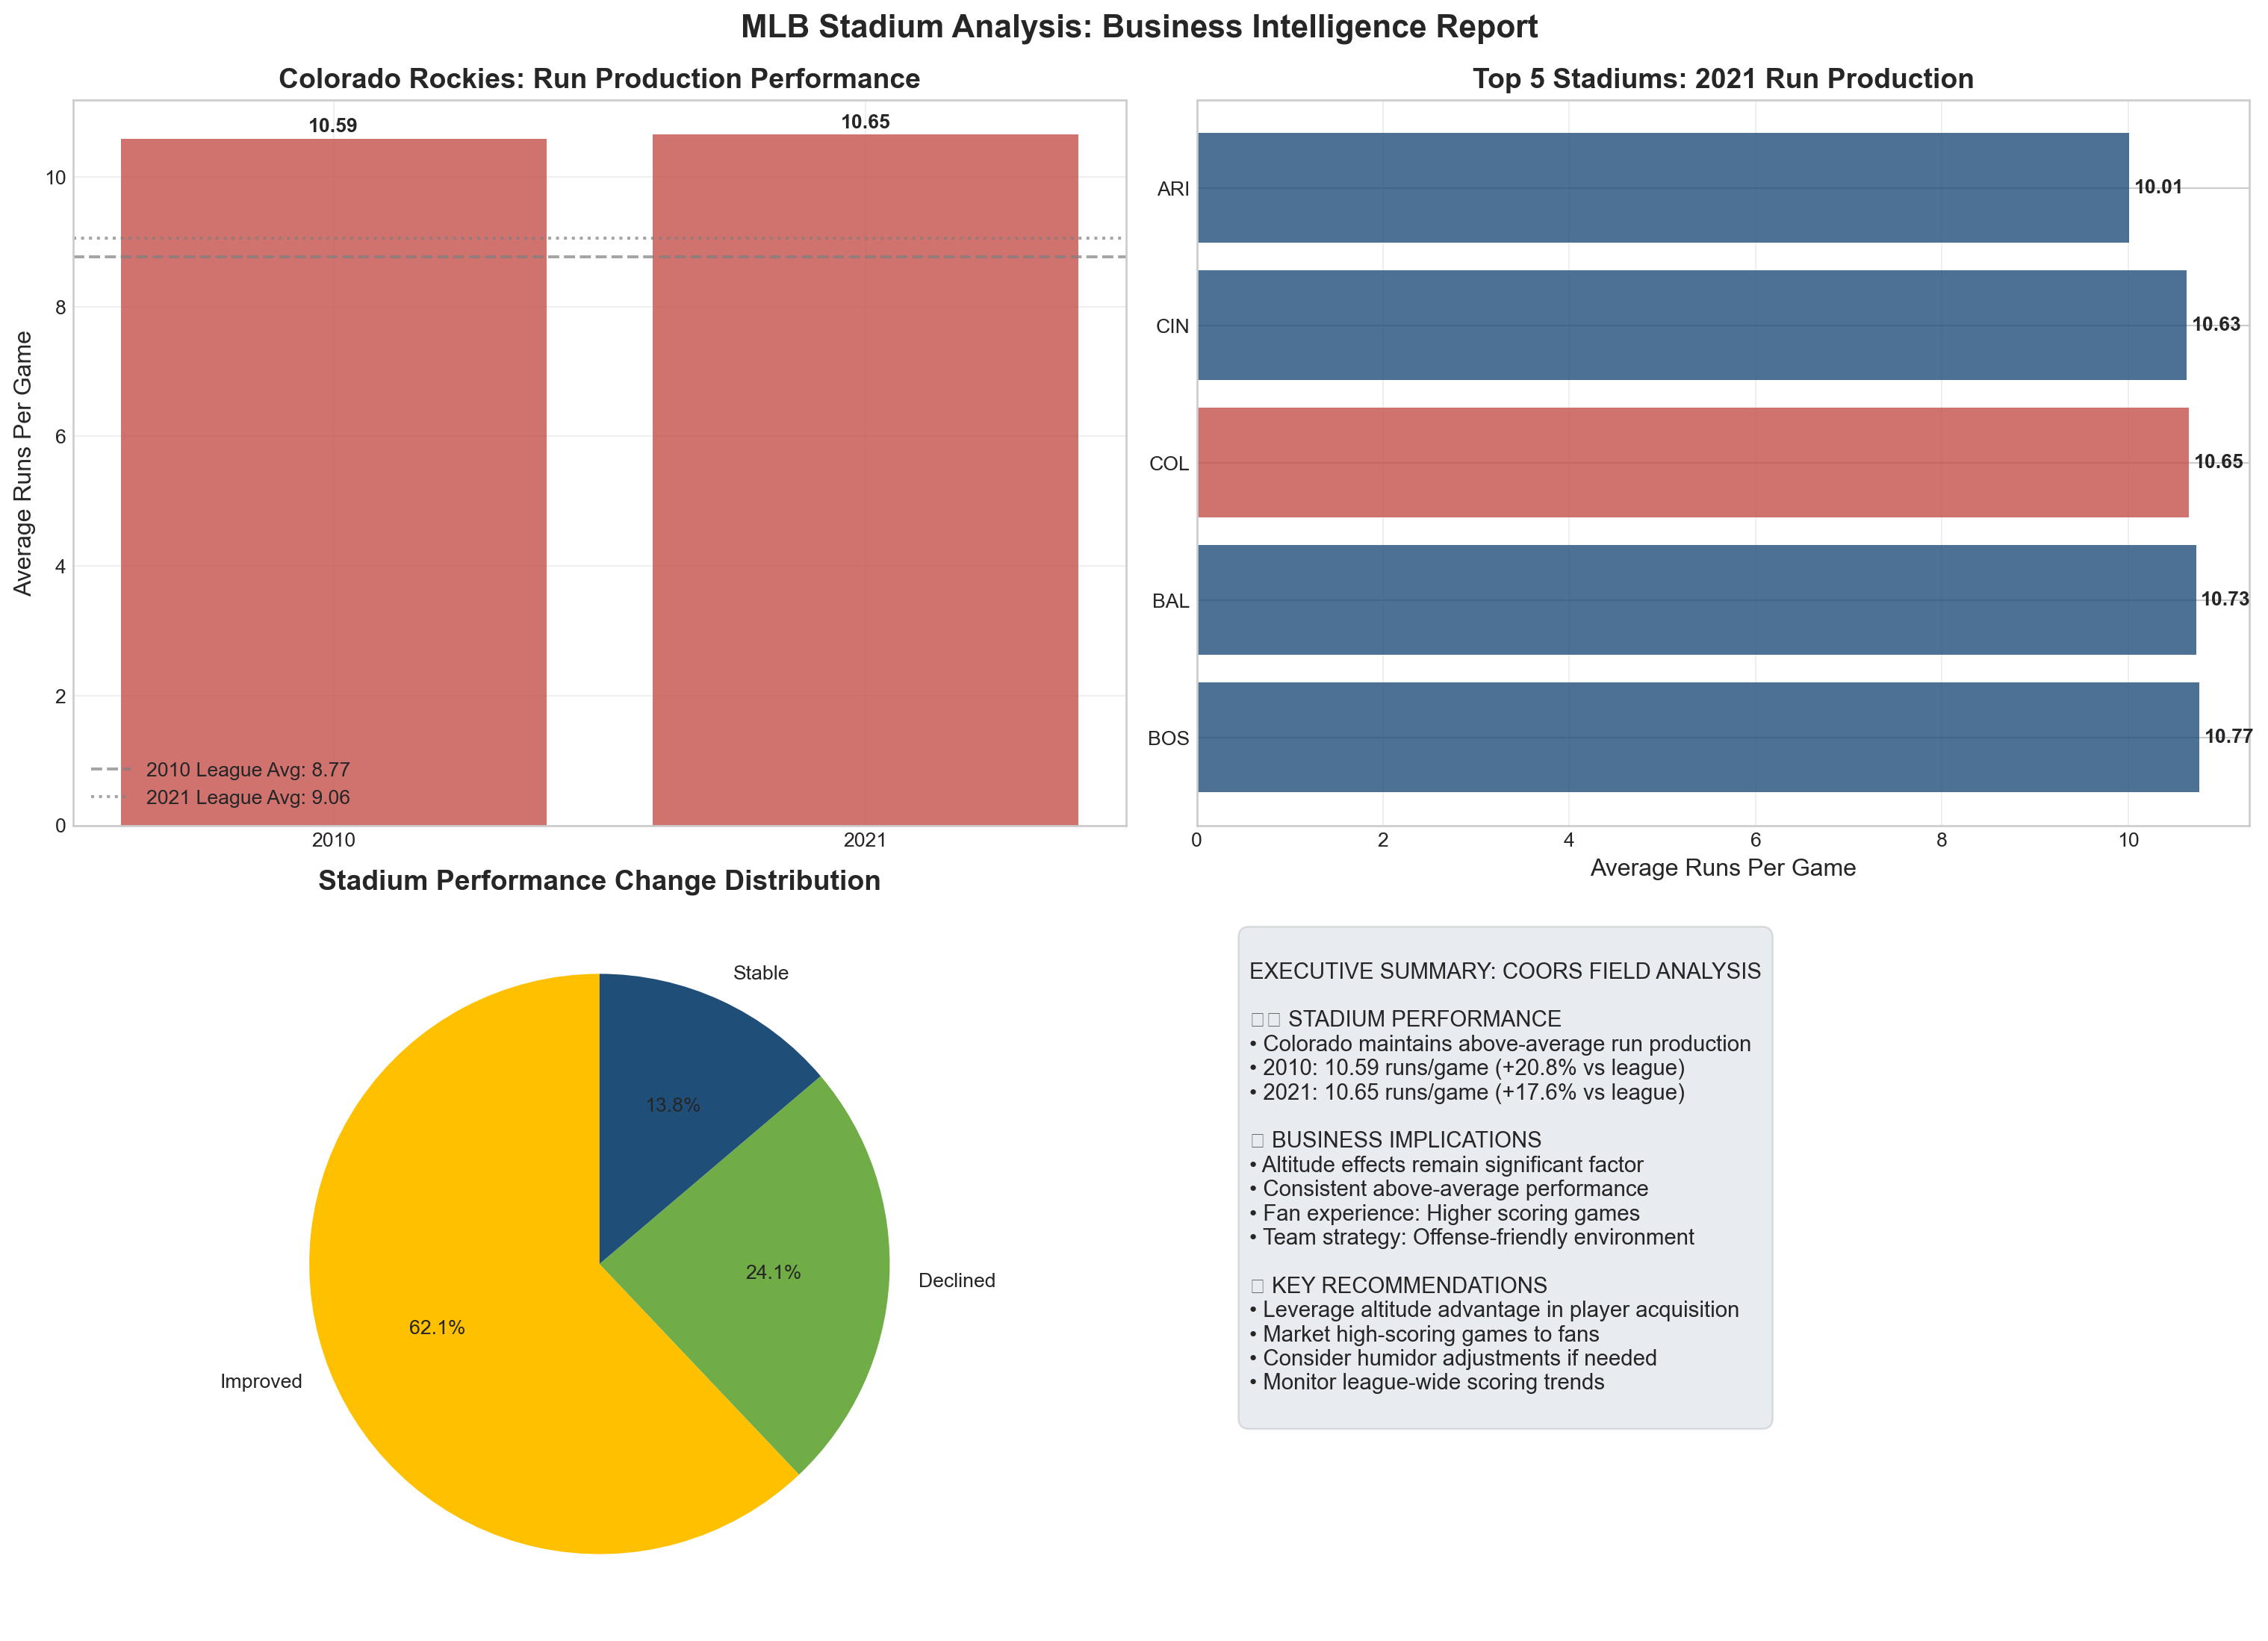 MLB Stadium Analysis: Business Intelligence Report
Colorado Rockies: Run Production Performance
10.59
10.65
10
8
6
4
2
0
Average Runs Per Game
2010 League Avg: 8.77
2021 League Avg: 9.06
2010
2021
Top 5 Stadiums: 2021 Run Production
ARI
10.01
CIN
10.63
COL
10.65
BAL
10.73
BOS
10.77
0
2
4
6
8
10
Average Runs Per Game
Stadium Performance Change Distribution
Stable
13.8%
24.1%
Declined
62.1%
Improved
EXECUTIVE SUMMARY: COORS FIELD ANALYSIS
STADIUM PERFORMANCE
• Colorado maintains above-average run production
• 2010: 10.59 runs/game (+20.8% vs league)
• 2021: 10.65 runs/game (+17.6% vs league)
BUSINESS IMPLICATIONS
• Altitude effects remain significant factor
• Consistent above-average performance
• Fan experience: Higher scoring games
• Team strategy: Offense-friendly environment
KEY RECOMMENDATIONS
• Leverage altitude advantage in player acquisition
• Market high-scoring games to fans
• Consider humidor adjustments if needed
• Monitor league-wide scoring trends